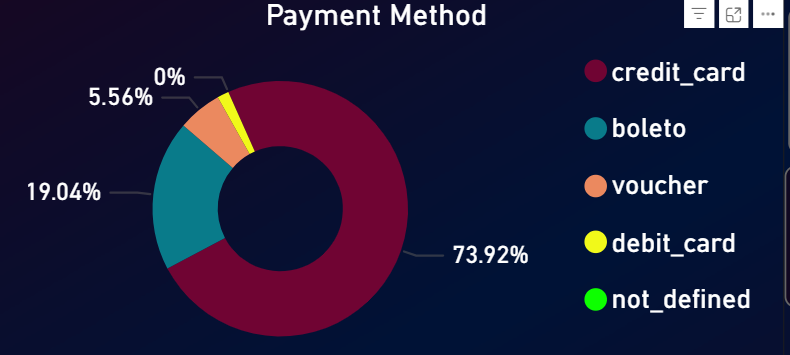 Payment Method
0%
5.56%
19.04%
73.92%
credit_card
boleto
voucher
debit_card
not_defined